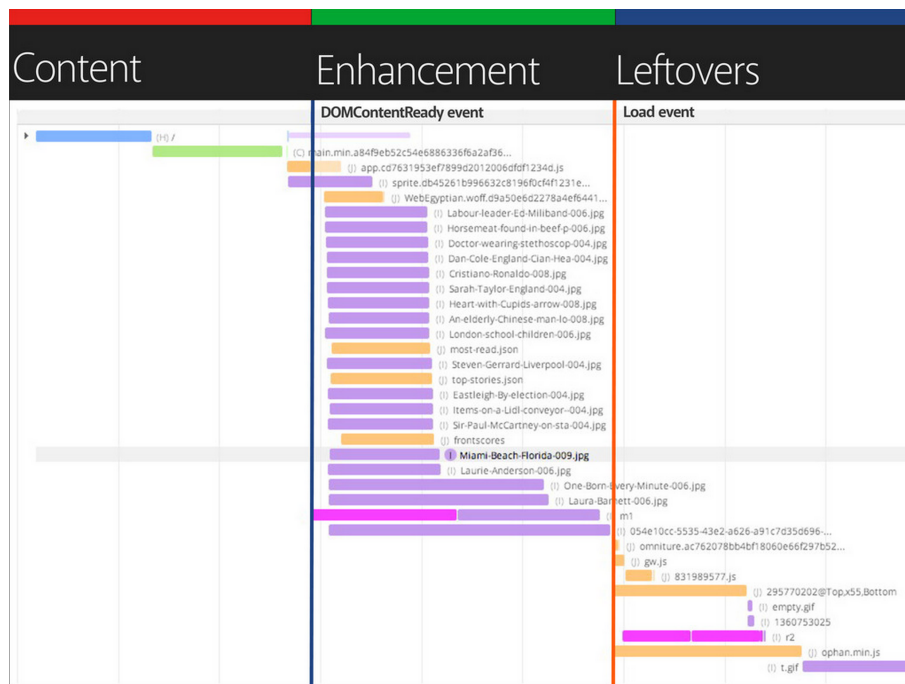 Content Enhancement Leftovers
DOMContentReady event Load event
(H) /
(C) main.min.a84f9eb52c54e6886336f6a2af36...
(J) app.cd7631953ef7899d2012006dfdf1234d.js
(I) sprite.db45261b996632c8196f0cf4f1231e...
(J) WebEgyptian.woff.d9a50e6d2278a4ef6441...
(I) Labour-leader-Ed-Miliband-006.jpg
(I) Horsemeat-found-in-beef-p-006.jpg
(I) Doctor-wearing-stethoscop-004.jpg
(I) Dan-Cole-England-Cian-Hea-004.jpg
(I) Cristiano-Ronaldo-008.jpg
(I) Sarah-Taylor-England-004.jpg
(I) Heart-with-Cupids-arrow-008.jpg
(I) An-elderly-Chinese-man-lo-008.jpg
(I) London-school-children-006.jpg
(J) most-read.json
(I) Steven-Gerrard-Liverpool-004.jpg
(J) top-stories.json
(I) Eastleigh-By-election-004.jpg
(I) Items-on-a-Lidl-conveyor--004.jpg
(I) Sir-Paul-McCartney-on-sta-004.jpg
(J) frontscores
I Miami-Beach-Florida-009.jpg
(I) Laurie-Anderson-006.jpg
(I) One-Born-Every-Minute-006.jpg
(I) Laura-Barnett-006.jpg
(I) m1
(I) 054e10cc-5535-43e2-a626-a91c7d35d696-...
(J) omniture.ac762078bb4bf18060e66f297b52...
(J) gw.js
(J) 831989577.js
(J) 295770202@Top,x55,Bottom
(I) empty.gif
(I) 1360753025
(I) r2
(J) ophan.min.js
(I) t.gif